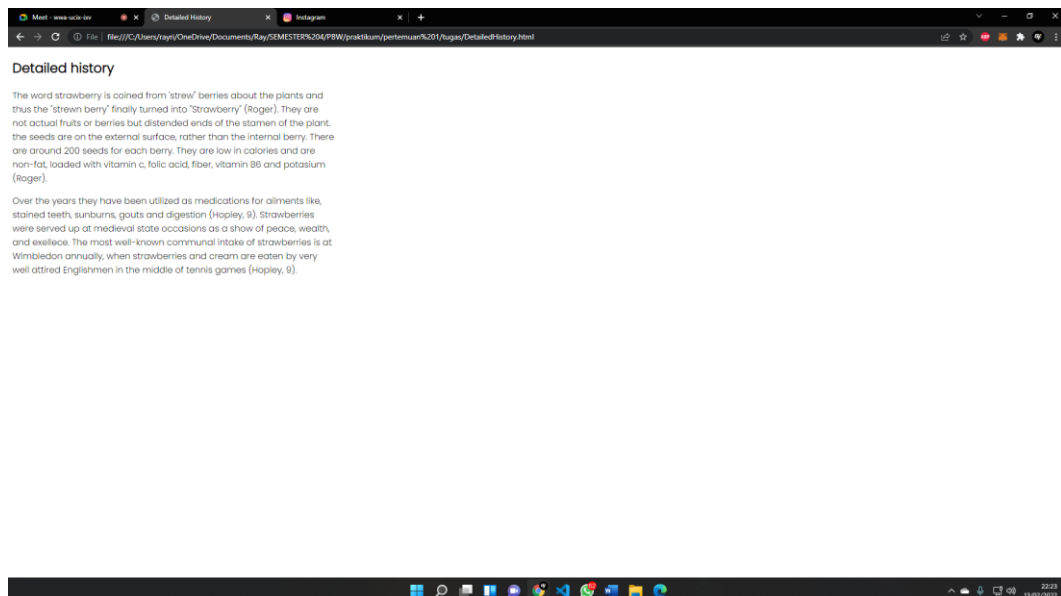 Meet - wwa-ucix-ixv
Detailed History
Instagram
File
file:///C:/Users/rayri/OneDrive/Documents/Ray/SEMESTER%204/PBW/praktikum/pertemuan%201/tugas/DetailedHistory.html
Detailed history
The word strawberry is coined from 'strew' berries about the plants and
thus the "strewn berry" finally turned into "Strawberry" (Roger). They are
not actual fruits or berries but distended ends of the stamen of the plant.
the seeds are on the external surface, rather than the internal berry. There
are around 200 seeds for each berry. They are low in calories and are
non-fat, loaded with vitamin c, folic acid, fiber, vitamin B6 and potasium
(Roger).
Over the years they have been utilized as medications for ailments like,
stained teeth, sunburns, gouts and digestion (Hopley, 9). Strawberries
were served up at medieval state occasions as a show of peace, wealth,
and exellece. The most well-known communal intake of strawberries is at
Wimbledon annually, when strawberries and cream are eaten by very
well attired Englishmen in the middle of tennis games (Hopley, 9).
22:23